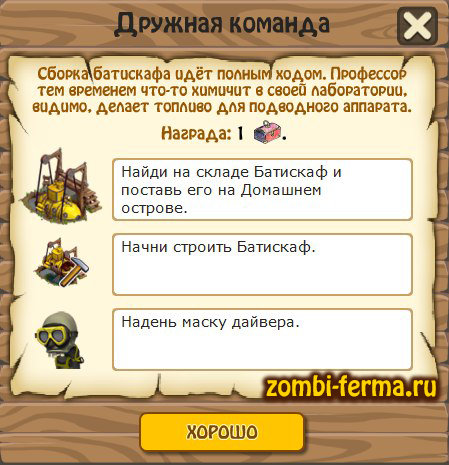 Дружная команда
Сборка батискафа идёт полным ходом. Профессор
тем временем что-то химичит в своей лаборатории,
видимо, делает топливо для подводного аппарата.
Награда: 1 .
Найди на складе Батискаф и
поставь его на Домашнем
острове.
Начни строить Батискаф.
Надень маску дайвера.
zombi-ferma.ru
ХОРОШО